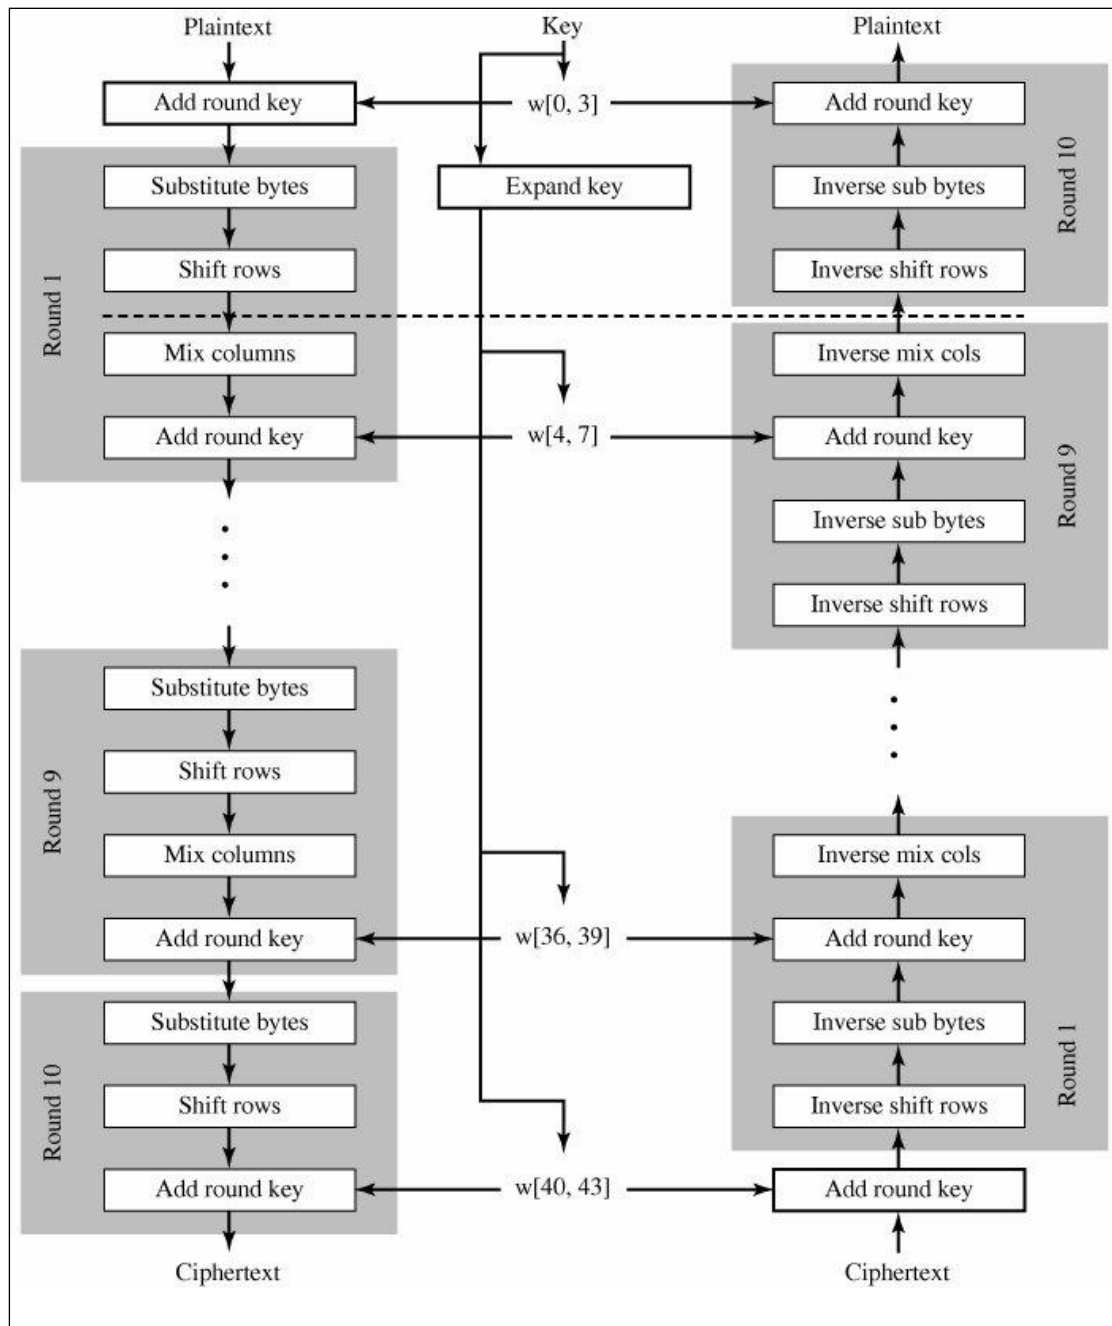 Plaintext
Key
Plaintext
Add round key
w[0, 3]
Add round key
Substitute bytes
Expand key
Inverse sub bytes
Round 10
Shift rows
Inverse shift rows
Round 1
Mix columns
Inverse mix cols
Add round key
w[4, 7]
Add round key
Round 9
Inverse sub bytes
Inverse shift rows
Substitute bytes
Shift rows
Round 9
Mix columns
Inverse mix cols
Add round key
w[36, 39]
Add round key
Substitute bytes
Inverse sub bytes
Round 1
Round 10
Shift rows
Inverse shift rows
Add round key
w[40, 43]
Add round key
Ciphertext
Ciphertext